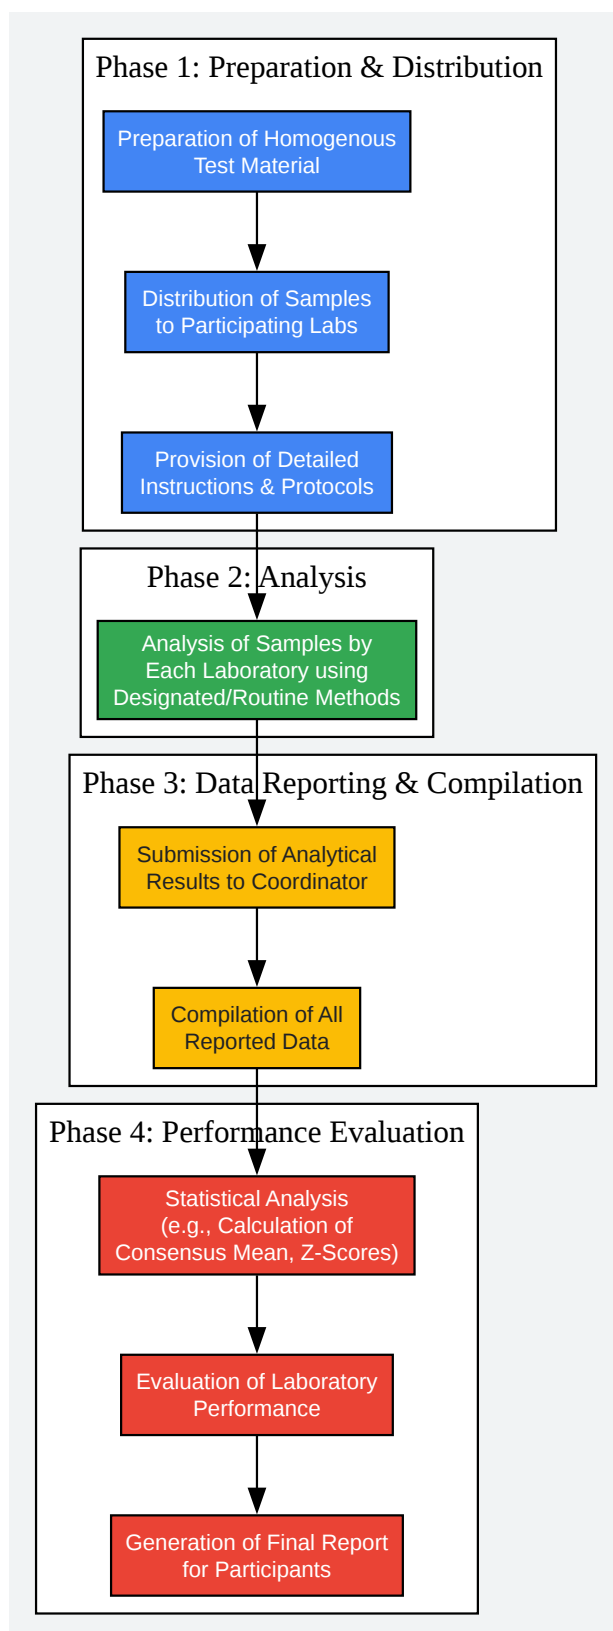 Phase 1: Preparation & Distribution
Preparation of Homogenous
Test Material
Distribution of Samples
to Participating Labs
Provision of Detailed
Instructions & Protocols
Phase 2: Analysis
Analysis of Samples by
Each Laboratory using
Designated/Routine Methods
Phase 3: Data Reporting & Compilation
Submission of Analytical
Results to Coordinator
Compilation of All
Reported Data
Phase 4: Performance Evaluation
Statistical Analysis
(e.g., Calculation of
Consensus Mean, Z-Scores)
Evaluation of Laboratory
Performance
Generation of Final Report
for Participants